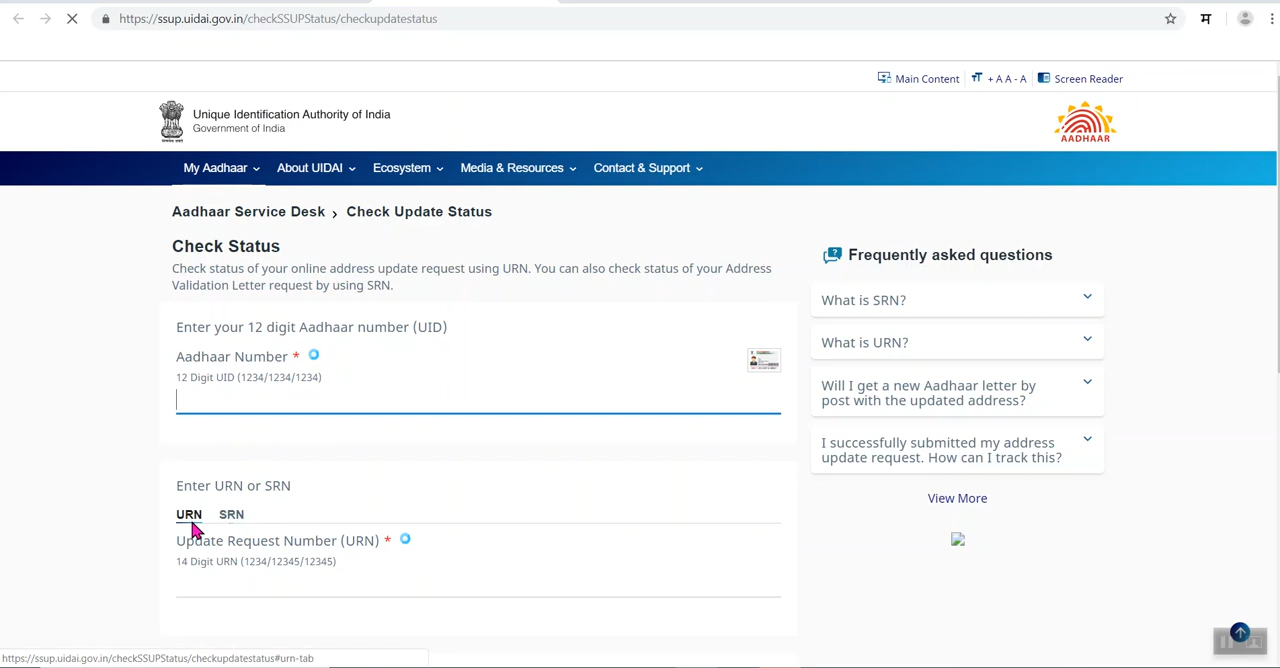 https://ssup.uidai.gov.in/checkSSUPStatus/checkupdatestatus
म
Main Content
+ A A - A
Screen Reader
Unique Identification Authority of India
Government of India
AADHAAR
My Aadhaar
About UIDAI
Ecosystem
Media & Resources
Contact & Support
Aadhaar Service Desk › Check Update Status
Check Status
Check status of your online address update request using URN. You can also check status of your Address
Validation Letter request by using SRN.
Enter your 12 digit Aadhaar number (UID)
Aadhaar Number *
12 Digit UID (1234/1234/1234)
Enter URN or SRN
URN SRN
Update Request Number (URN) *
14 Digit URN (1234/12345/12345)
Frequently asked questions
What is SRN?
What is URN?
Will I get a new Aadhaar letter by
post with the updated address?
I successfully submitted my address
update request. How can I track this?
View More
https://ssup.uidai.gov.in/checkSSUPStatus/checkupdatestatus#urn-tab